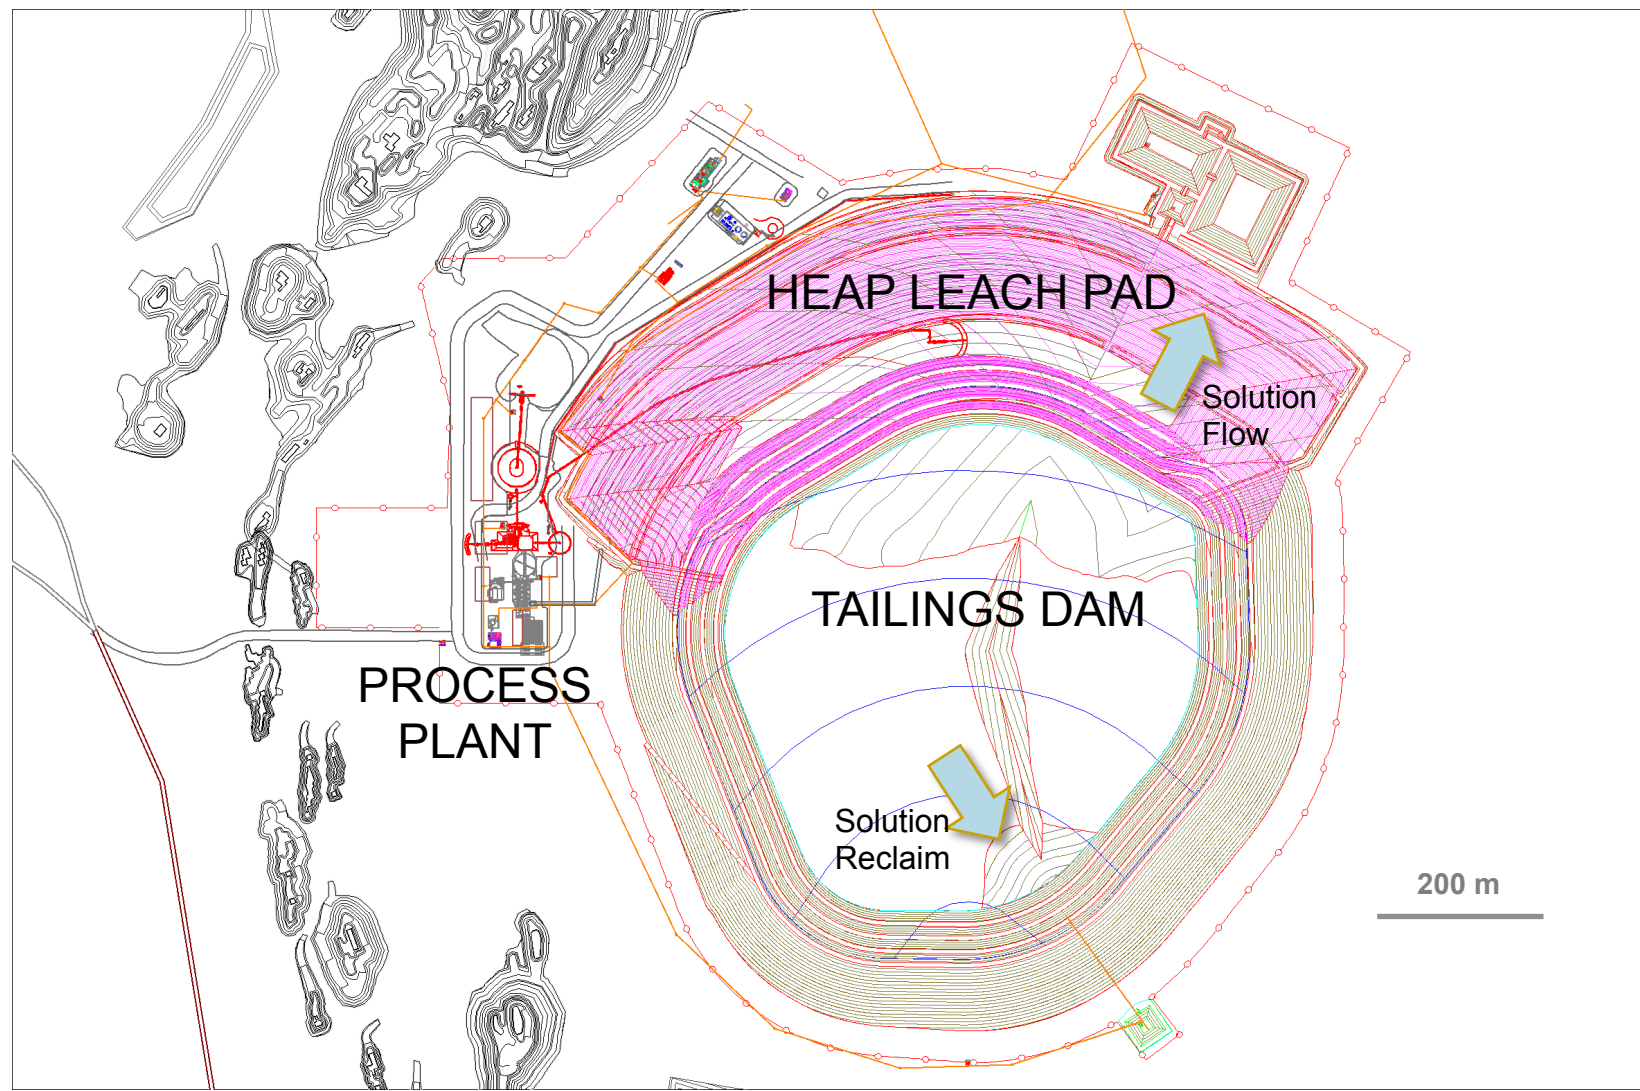 HEAP LEACH PAD
Solution
Flow
TAILINGS DAM
PROCESS
PLANT
Solution
Reclaim
200 m